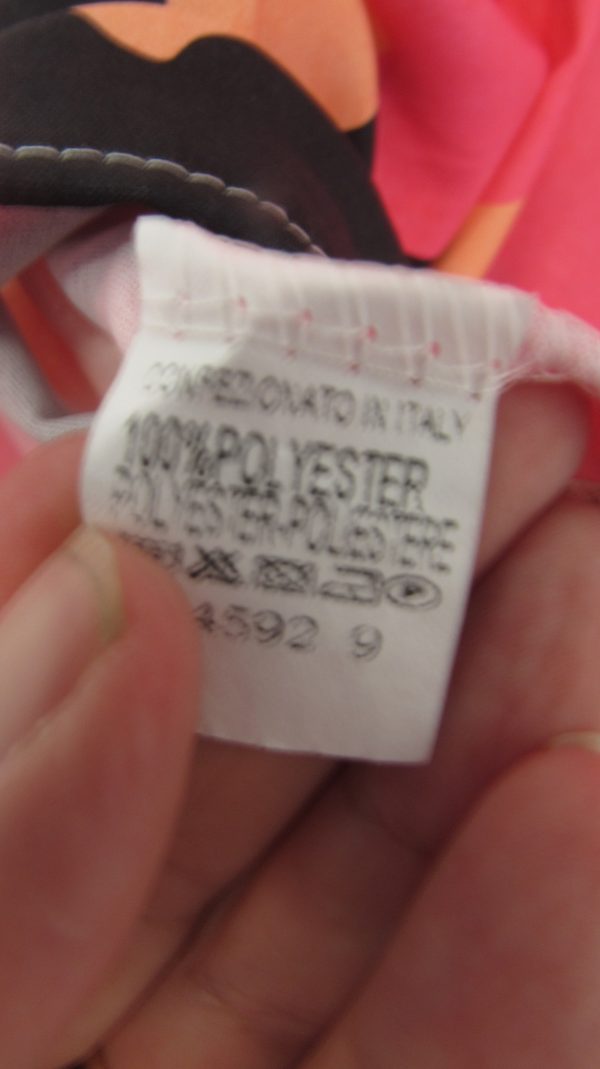 CONFEZIONATO IN ITALY
100%POLYESTER
POLYESTER-POLIESTERE
4592 9